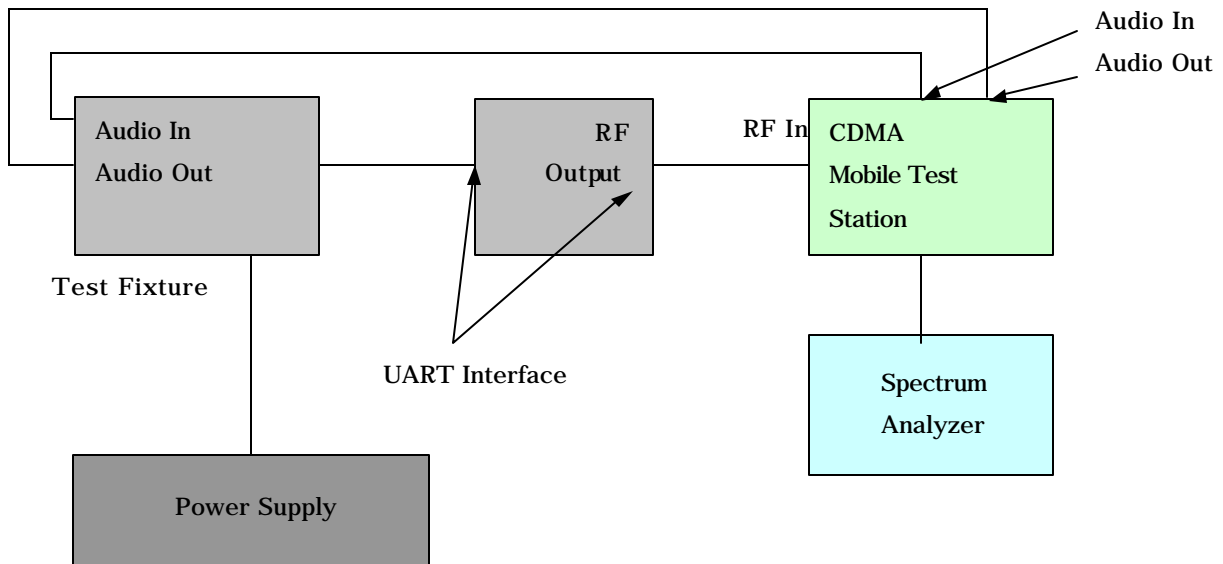 Audio In
Audio Out
Audio In
Audio Out
RF
Output
RF In
CDMA
Mobile Test
Station
Test Fixture
UART Interface
Spectrum
Analyzer
Power Supply